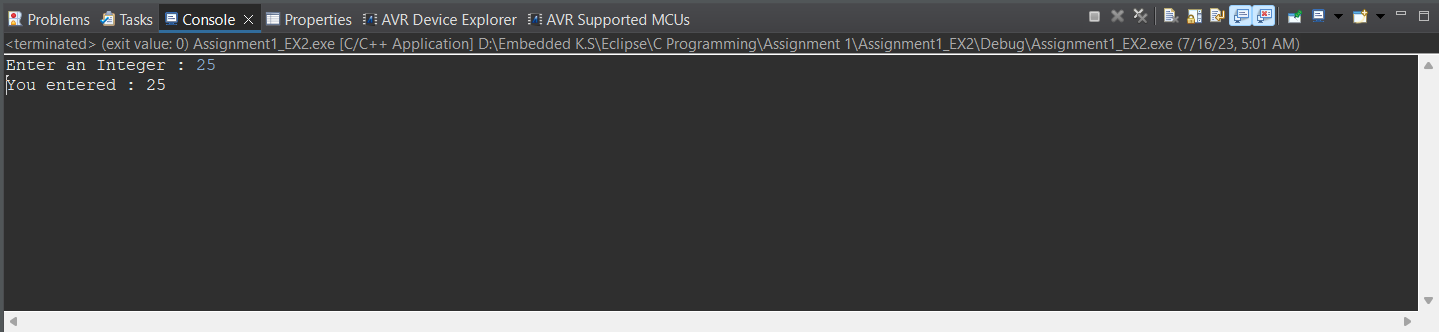 Problems Tasks Console Properties AVR Device Explorer AVR Supported MCUs
<terminated> (exit value: 0) Assignment1_EX2.exe [C/C++ Application] D:\Embedded K.S\Eclipse\C Programming\Assignment 1\Assignment1_EX2\Debug\Assignment1_EX2.exe (7/16/23, 5:01 AM)
Enter an Integer : 25
You entered : 25